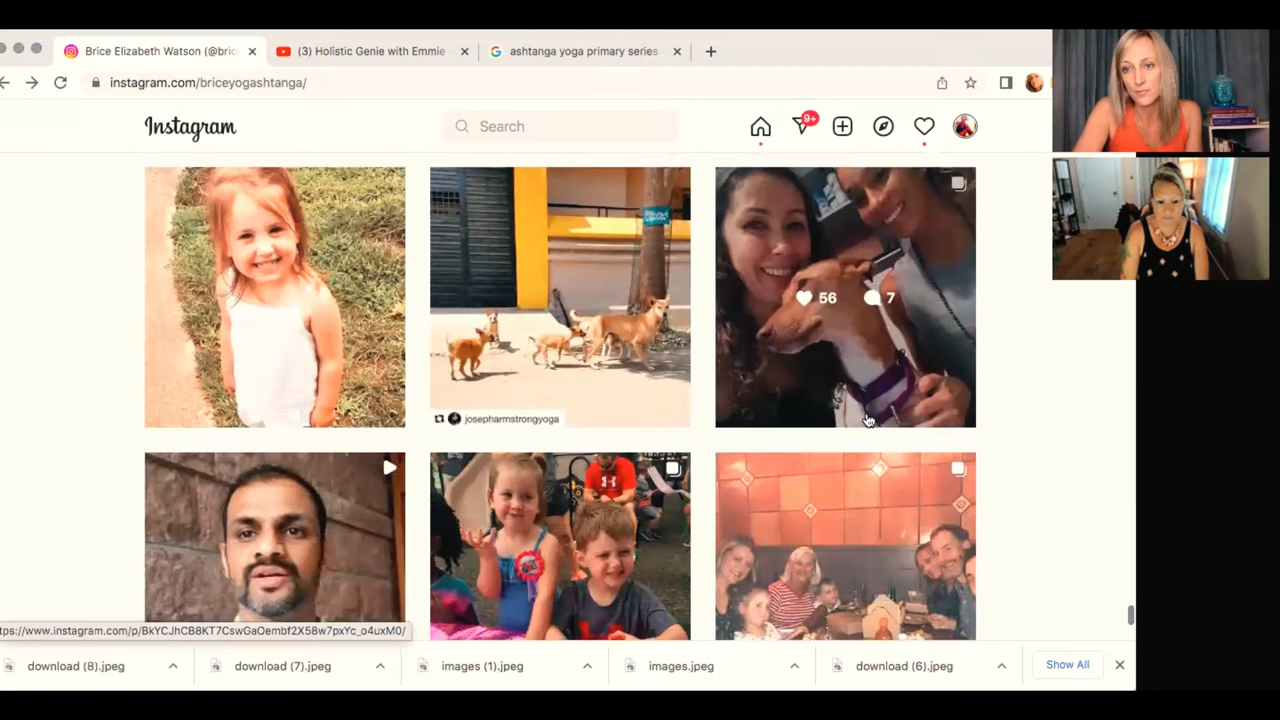 Brice Elizabeth Watson (@bric
(3) Holistic Genie with Emmie -
ashtanga yoga primary series -
instagram.com/briceyogashtanga/
Instagram
Search
9+
56
7
josepharmstrongyoga
ttps://www.instagram.com/p/BkYCJhCB8KT7CswGaOembf2X58w7pxYc_o4uxM0/
download (8).jpeg
download (7).jpeg
images (1).jpeg
images.jpeg
download (6).jpeg
Show All